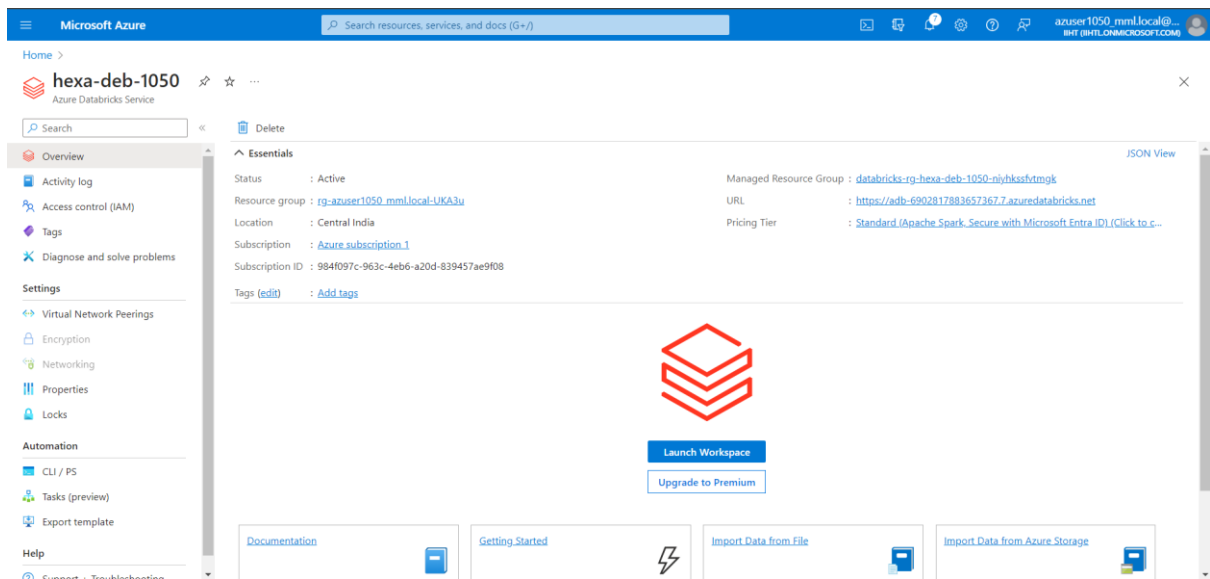 Microsoft Azure
Search resources, services, and docs (G+/)
7
azuser1050_mml.local@...
IIHT (IIHTL.ONMICROSOFT.COM)
Home >
hexa-deb-1050
Azure Databricks Service
Search
Delete
Overview
Activity log
Access control (IAM)
Tags
Diagnose and solve problems
Settings
Virtual Network Peerings
Encryption
Networking
Properties
Locks
Automation
CLI / PS
Tasks (preview)
Export template
Help
Support + Troubleshooting
Essentials
JSON View
Status : Active
Resource group : rg-azuser1050_mml.local-UKA3u
Location : Central India
Subscription : Azure subscription 1
Subscription ID : 984f097c-963c-4eb6-a20d-839457ae9f08
Tags (edit) : Add tags
Managed Resource Group : databricks-rg-hexa-deb-1050-niyhkssfvtmgk
URL : https://adb-6902817883657367.7.azuredatabricks.net
Pricing Tier : Standard (Apache Spark, Secure with Microsoft Entra ID) (Click to c...
Launch Workspace
Upgrade to Premium
Documentation
Getting Started
Import Data from File
Import Data from Azure Storage